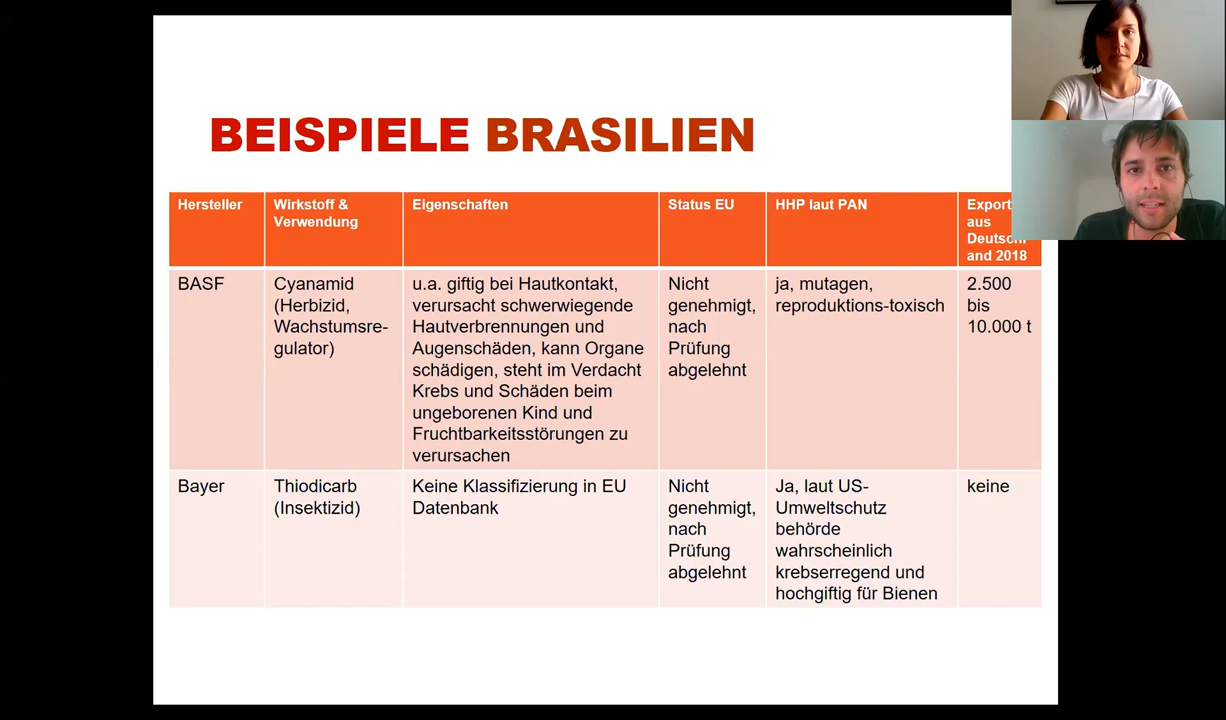 BEISPIELE BRASILIEN
Hersteller
Wirkstoff &
Verwendung
Eigenschaften
Status EU
HHP laut PAN
Export
aus
and 2018
BASF
Cyanamid
(Herbizid,
Wachstumsre-
gulator)
u.a. giftig bei Hautkontakt,
verursacht schwerwiegende
Hautverbrennungen und
Augenschäden, kann Organe
schädigen, steht im Verdacht
Krebs und Schäden beim
ungeborenen Kind und
Fruchtbarkeitsstörungen zu
verursachen
Nicht
genehmigt,
nach
Prüfung
abgelehnt
ja, mutagen,
reproduktions-toxisch
2.500
bis
10.000 t
Bayer
Thiodicarb
(Insektizid)
Keine Klassifizierung in EU
Datenbank
Nicht
genehmigt,
nach
Prüfung
abgelehnt
Ja, laut US-
Umweltschutz
behörde
wahrscheinlich
krebserregend und
hochgiftig für Bienen
keine